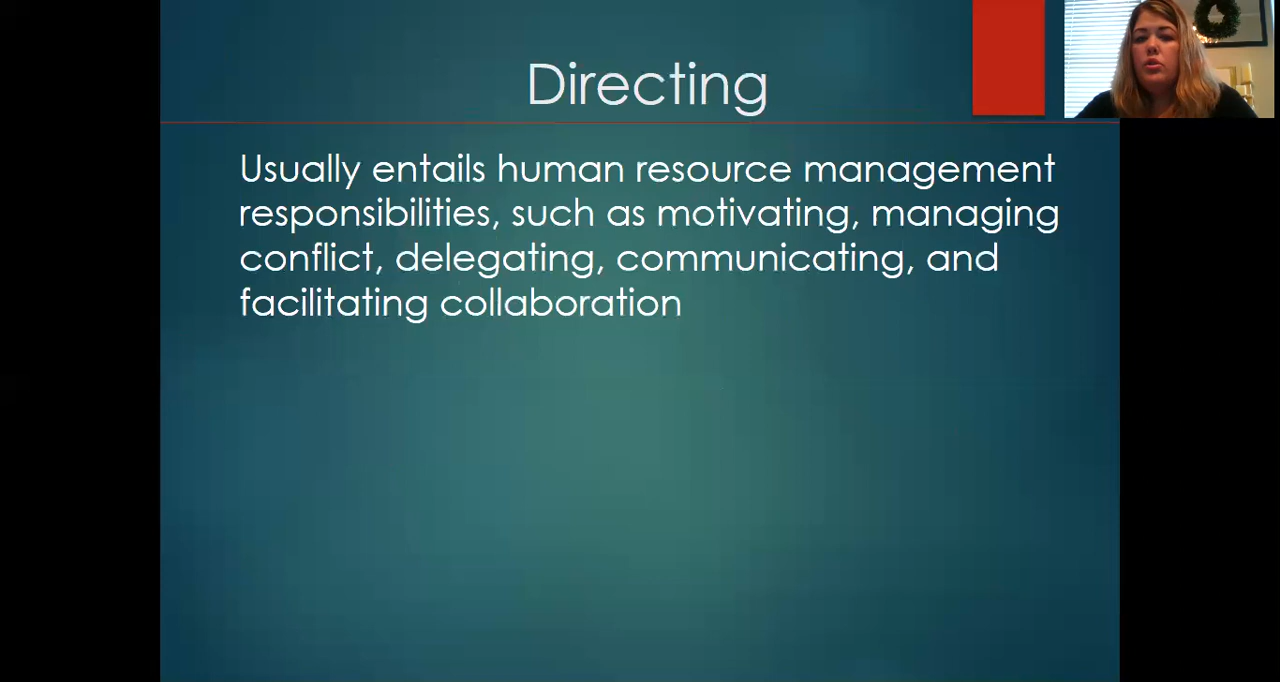 Directing
Usually entails human resource management
responsibilities, such as motivating, managing
conflict, delegating, communicating, and
facilitating collaboration